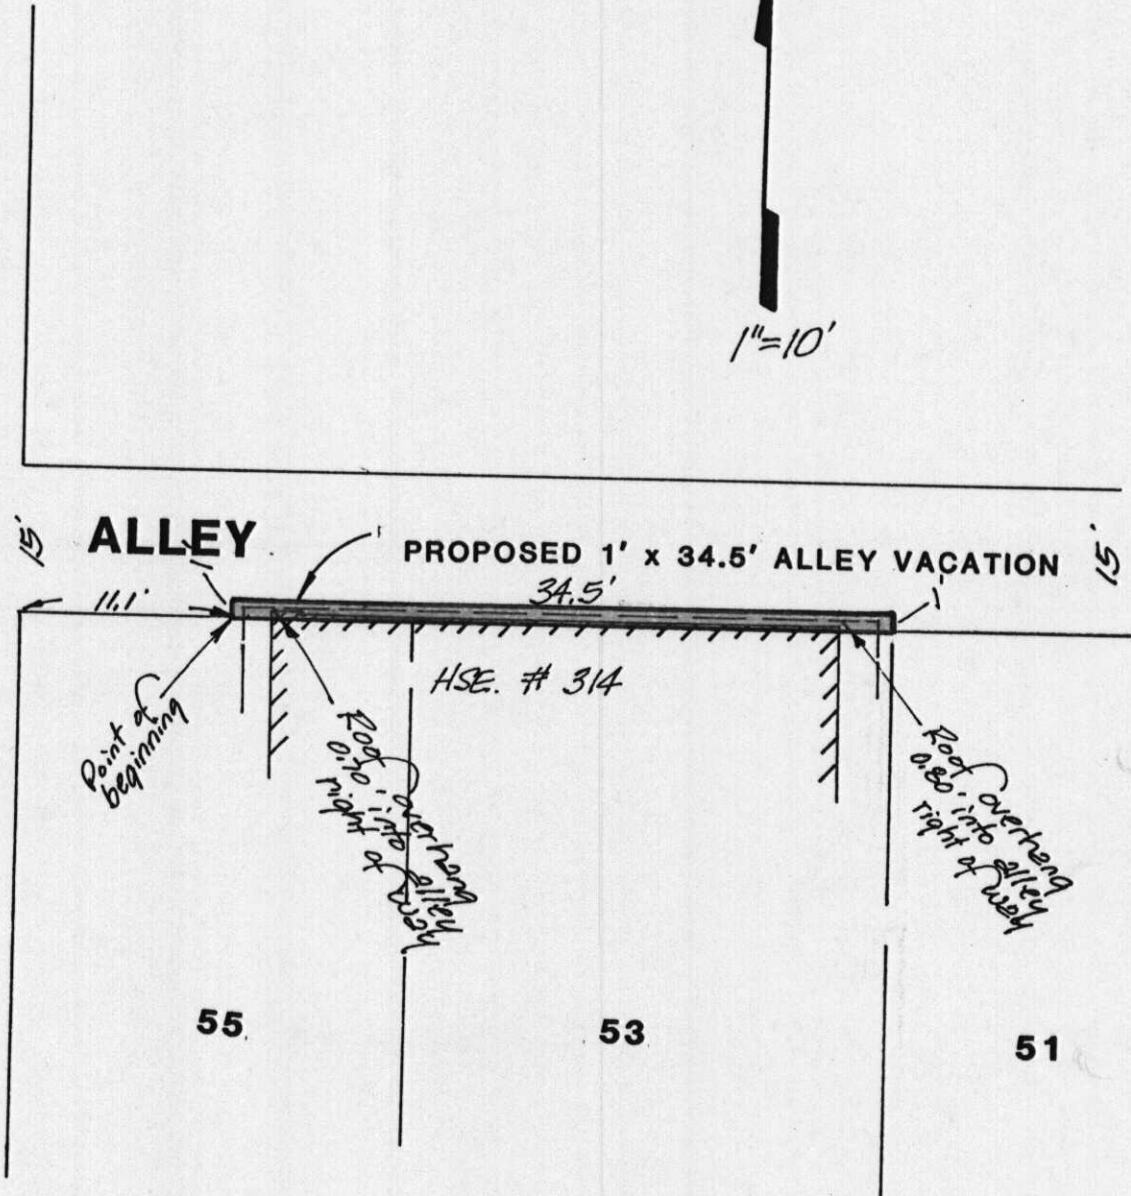 1"=10'
15'
ALLEY
1'
PROPOSED 1' x 34.5' ALLEY VACATION
15'
11.1'
34.5'
1'
HSE. # 314
Point of
beginning
Roof overhang
0.70' into alley
right of way
Roof overhang
0.80' into alley
right of way
55
53
51